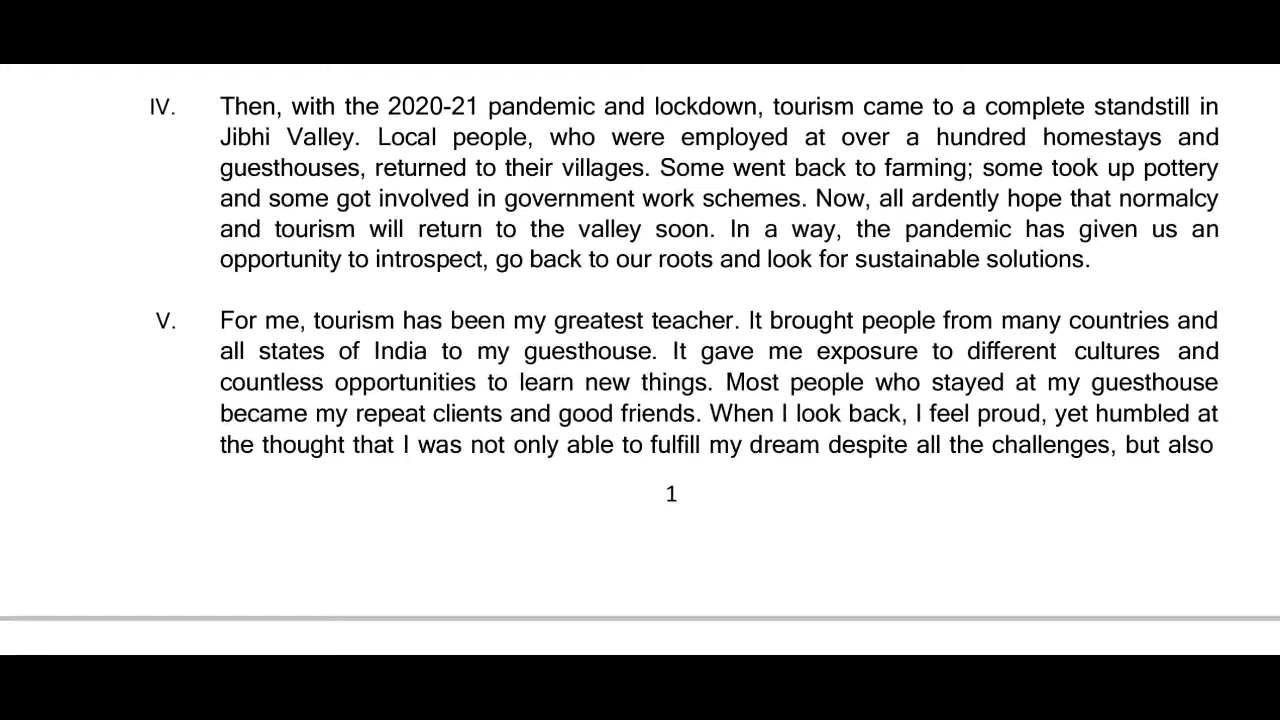 IV. Then, with the 2020-21 pandemic and lockdown, tourism came to a complete standstill in
Jibhi Valley. Local people, who were employed at over a hundred homestays and
guesthouses, returned to their villages. Some went back to farming; some took up pottery
and some got involved in government work schemes. Now, all ardently hope that normalcy
and tourism will return to the valley soon. In a way, the pandemic has given us an
opportunity to introspect, go back to our roots and look for sustainable solutions.
V. For me, tourism has been my greatest teacher. It brought people from many countries and
all states of India to my guesthouse. It gave me exposure to different cultures and
countless opportunities to learn new things. Most people who stayed at my guesthouse
became my repeat clients and good friends. When I look back, I feel proud, yet humbled at
the thought that I was not only able to fulfill my dream despite all the challenges, but also
1